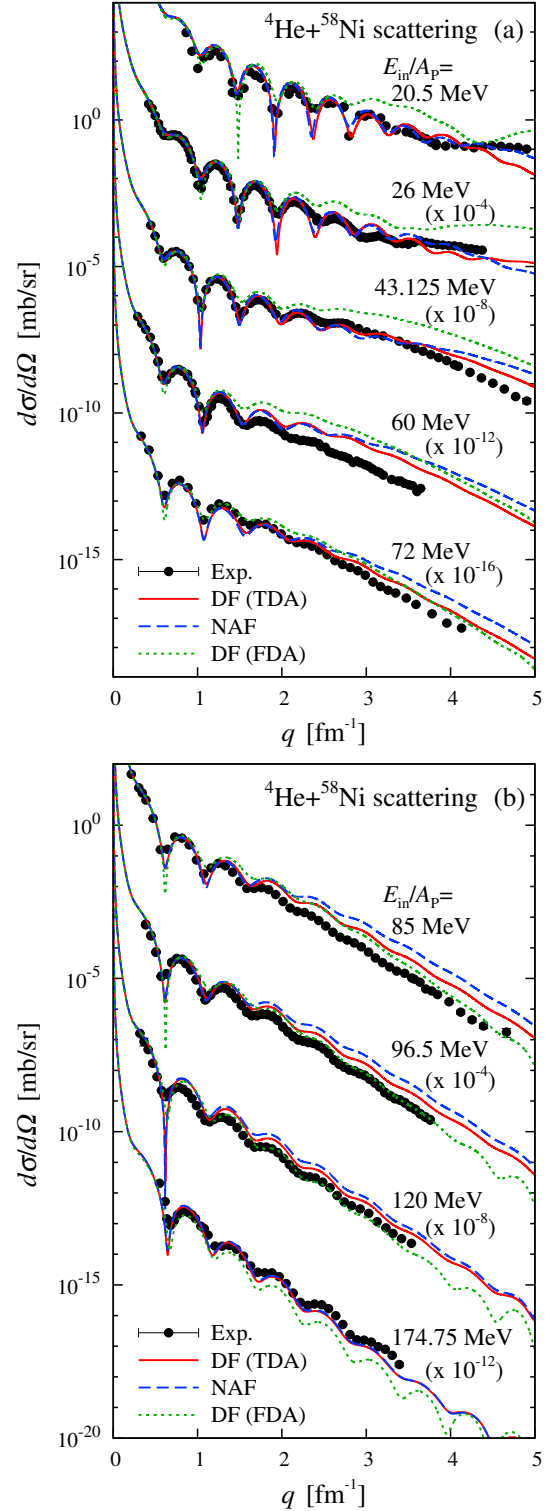 ⁴He+⁵⁸Ni scattering (a)
E_in/A_P=
20.5 MeV
26 MeV
(x 10⁻⁴)
43.125 MeV
(x 10⁻⁸)
60 MeV
(x 10⁻¹²)
72 MeV
(x 10⁻¹⁶)
Exp.
DF (TDA)
NAF
DF (FDA)
10⁰
10⁻⁵
10⁻¹⁰
10⁻¹⁵
dσ/dΩ [mb/sr]
0 1 2 3 4 5
q [fm⁻¹]
⁴He+⁵⁸Ni scattering (b)
E_in/A_P=
85 MeV
96.5 MeV
(x 10⁻⁴)
120 MeV
(x 10⁻⁸)
174.75 MeV
(x 10⁻¹²)
Exp.
DF (TDA)
NAF
DF (FDA)
10⁰
10⁻⁵
10⁻¹⁰
10⁻¹⁵
10⁻²⁰
dσ/dΩ [mb/sr]
0 1 2 3 4 5
q [fm⁻¹]